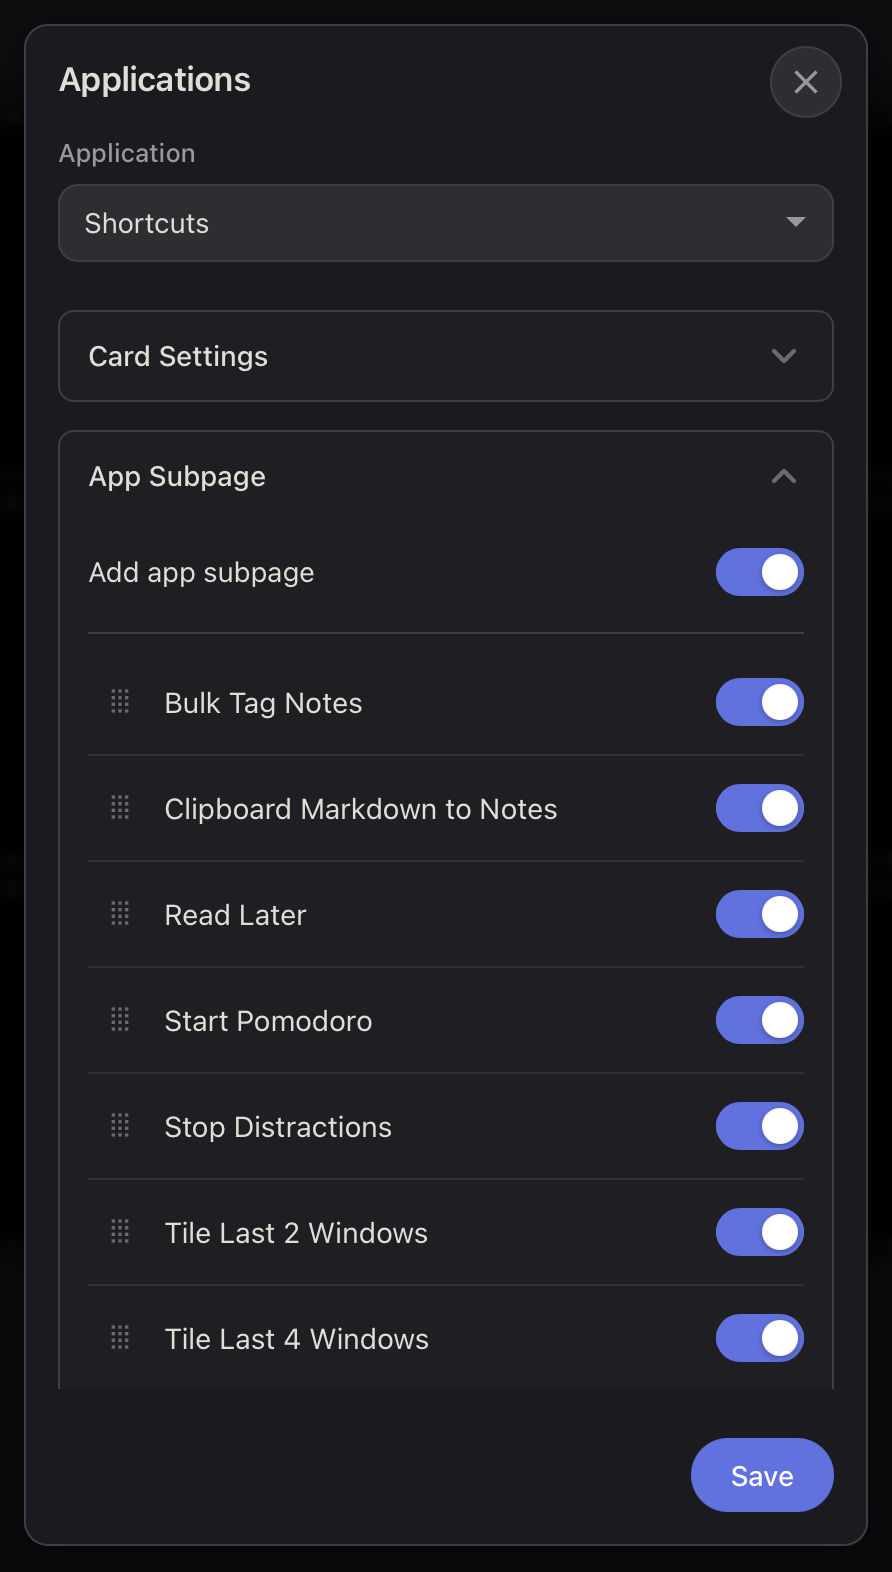 Applications
Application
Shortcuts
Card Settings
App Subpage
Add app subpage
Bulk Tag Notes
Clipboard Markdown to Notes
Read Later
Start Pomodoro
Stop Distractions
Tile Last 2 Windows
Tile Last 4 Windows
Save